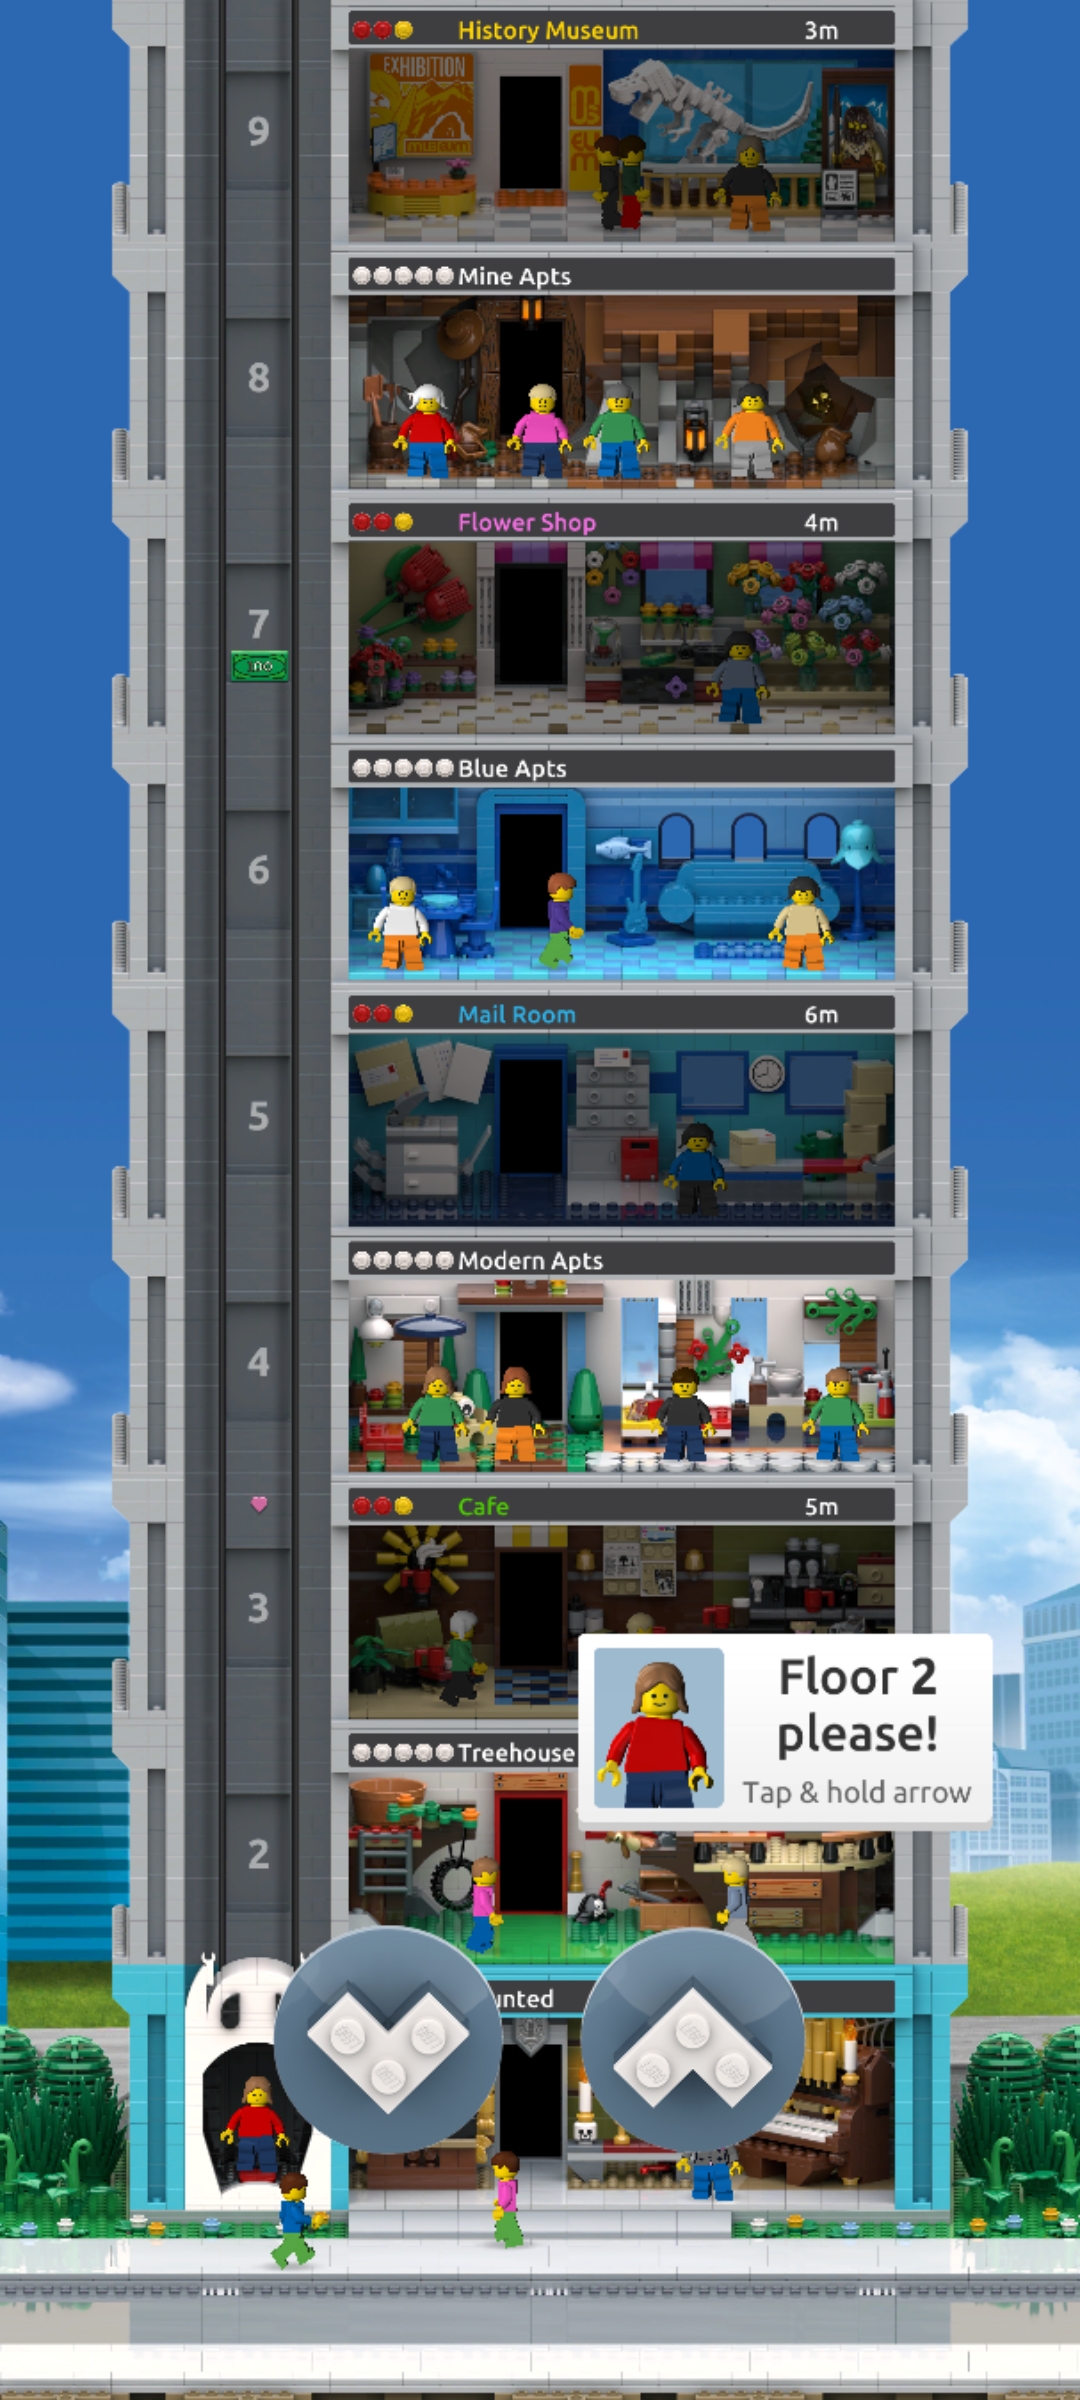 History Museum 3m
EXHIBITION
MUSEUM
9
Mine Apts
8
Flower Shop 4m
7
Blue Apts
6
Mail Room 6m
5
Modern Apts
4
Cafe 5m
3
Floor 2
please!
Tap & hold arrow
Treehouse
2
unted